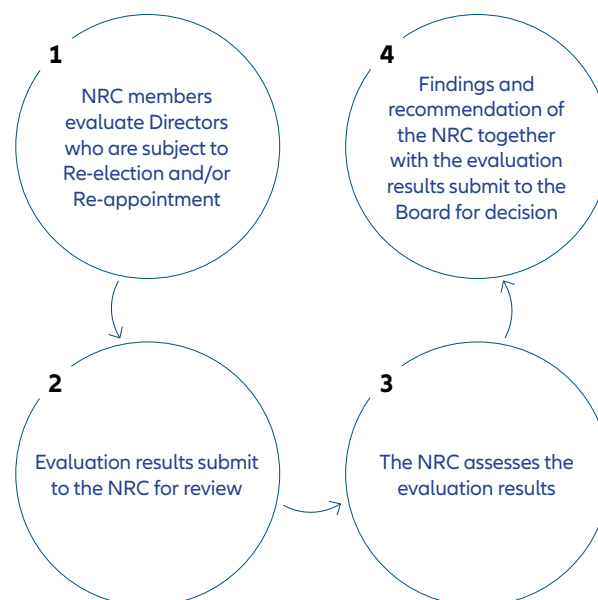 1
NRC members
evaluate Directors
who are subject to
Re-election and/or
Re-appointment
2
Evaluation results submit
to the NRC for review
3
The NRC assesses the
evaluation results
4
Findings and
recommendation of
the NRC together
with the evaluation
results submit to the
Board for decision